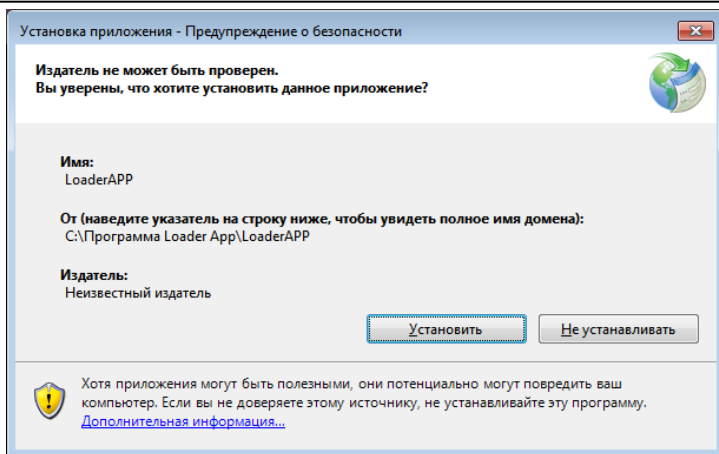 Установка приложения - Предупреждение о безопасности
Издатель не может быть проверен.
Вы уверены, что хотите установить данное приложение?
Имя:
LoaderAPP
От (наведите указатель на строку ниже, чтобы увидеть полное имя домена):
C:\Программа Loader App\LoaderAPP
Издатель:
Неизвестный издатель
Установить
Не устанавливать
Хотя приложения могут быть полезными, они потенциально могут повредить ваш
компьютер. Если вы не доверяете этому источнику, не устанавливайте эту программу.
Дополнительная информация...